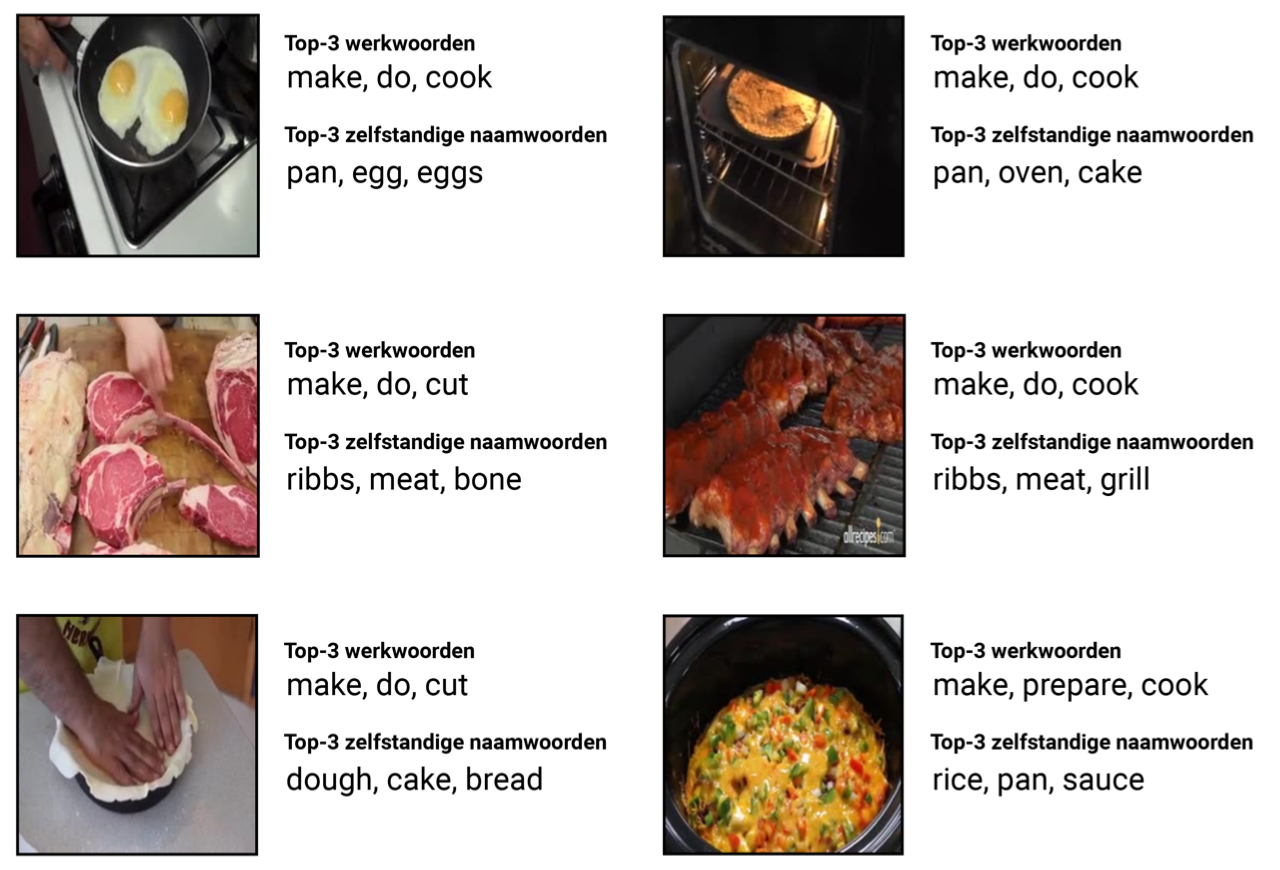 Top-3 werkwoorden
make, do, cook
Top-3 zelfstandige naamwoorden
pan, egg, eggs
Top-3 werkwoorden
make, do, cook
Top-3 zelfstandige naamwoorden
pan, oven, cake
Top-3 werkwoorden
make, do, cut
Top-3 zelfstandige naamwoorden
ribbs, meat, bone
Top-3 werkwoorden
make, do, cook
Top-3 zelfstandige naamwoorden
ribbs, meat, grill
allrecipes.com
Top-3 werkwoorden
make, do, cut
Top-3 zelfstandige naamwoorden
dough, cake, bread
Top-3 werkwoorden
make, prepare, cook
Top-3 zelfstandige naamwoorden
rice, pan, sauce